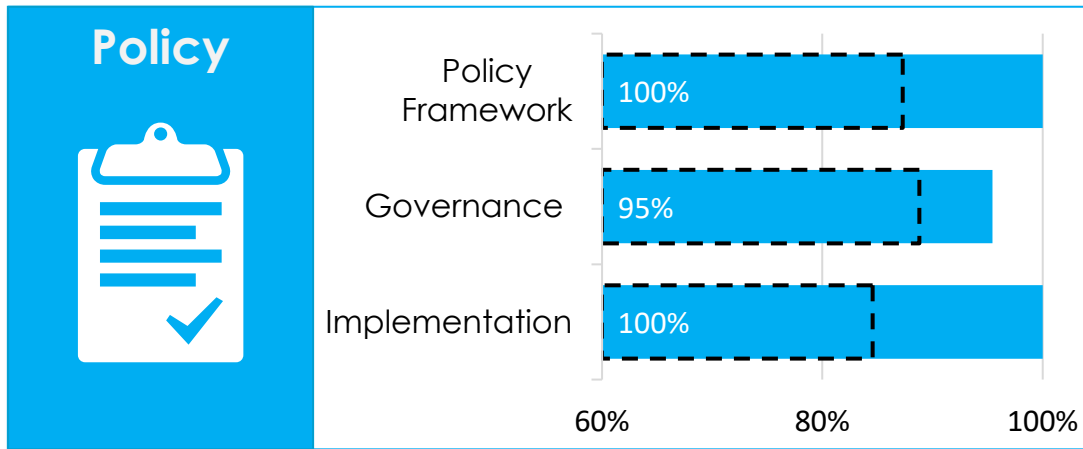 Policy
Policy
Framework
100%
Governance
95%
Implementation
100%
60%
80%
100%